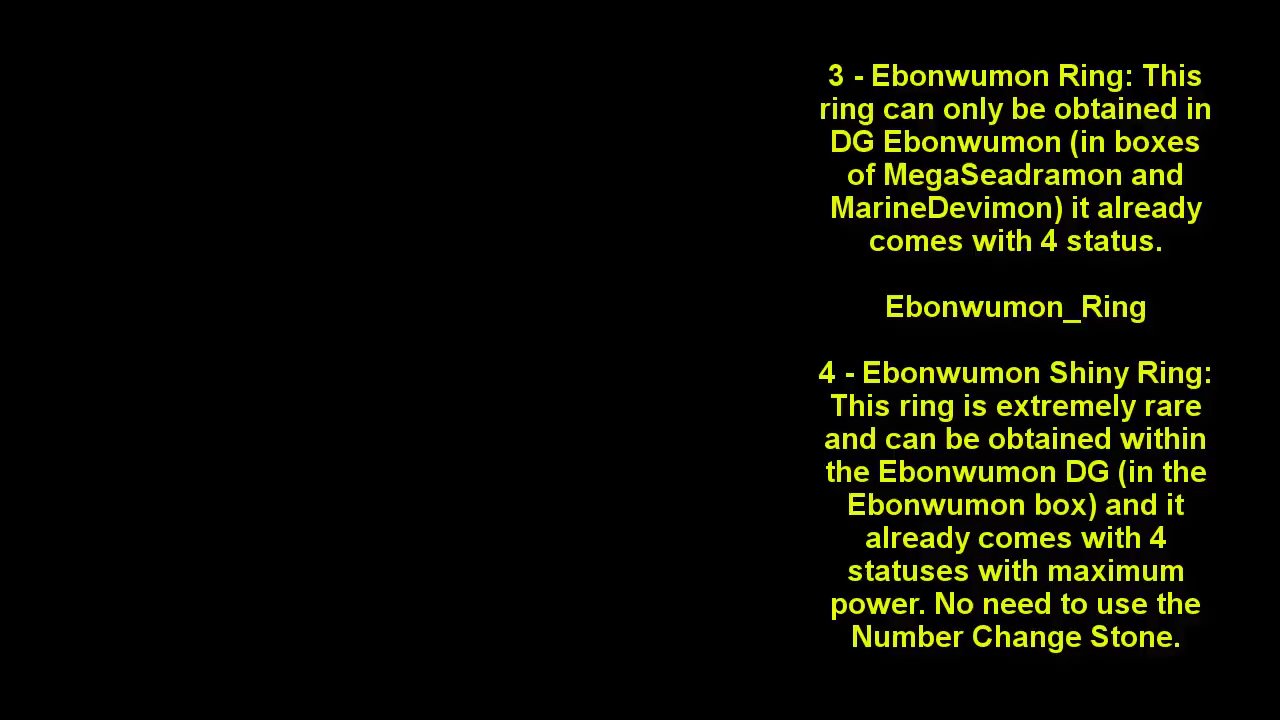 3 - Ebonwumon Ring: This
ring can only be obtained in
DG Ebonwumon (in boxes
of MegaSeadramon and
MarineDevimon) it already
comes with 4 status.
Ebonwumon_Ring
4 - Ebonwumon Shiny Ring:
This ring is extremely rare
and can be obtained within
the Ebonwumon DG (in the
Ebonwumon box) and it
already comes with 4
statuses with maximum
power. No need to use the
Number Change Stone.